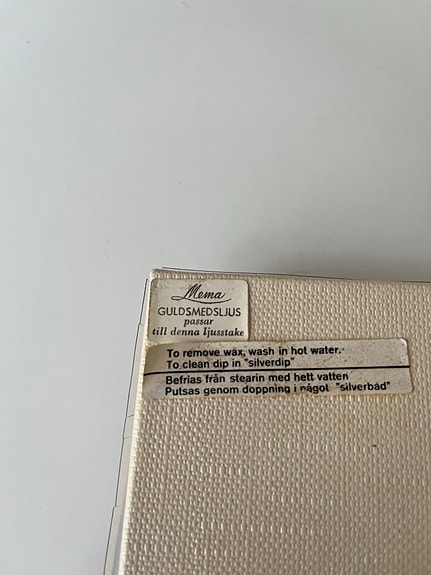 Mema
GULDSMEDSLJUS
passar
till denna ljusstake
To remove wax, wash in hot water.
To clean dip in "silverdip"
Befrias från stearin med hett vatten
Putsas genom doppning i något "silverbad"